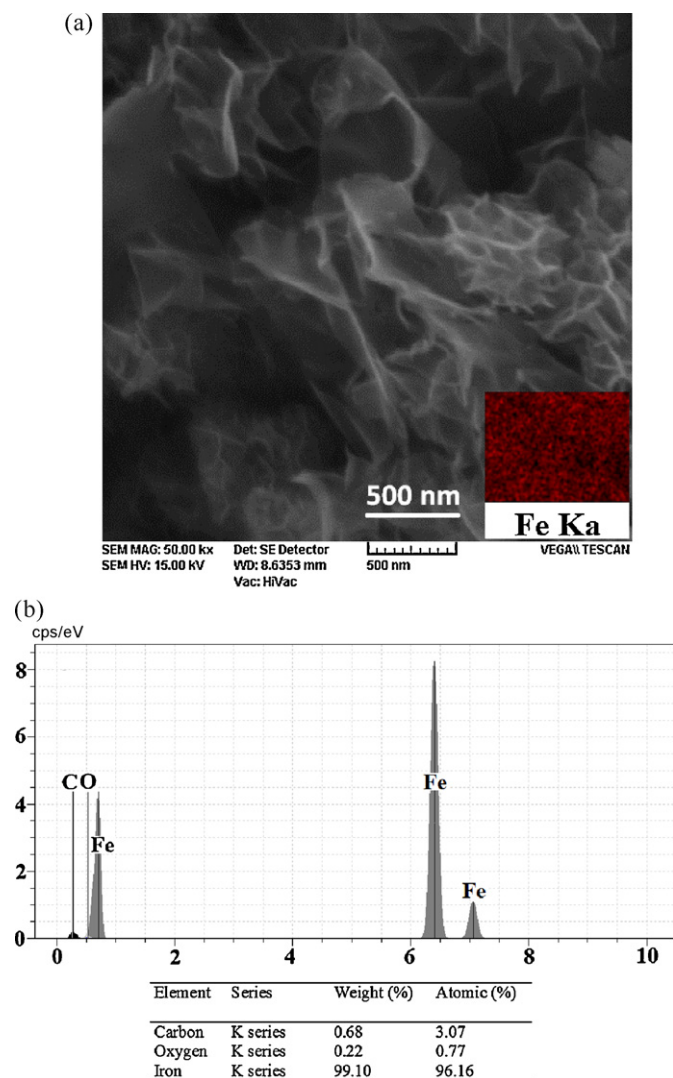 (a)
500 nm
Fe Ka
SEM MAG: 50.00 kx Det: SE Detector
SEM HV: 15.00 kV WD: 8.6353 mm 500 nm VEGA\\ TESCAN
Vac: HiVac
(b)
cps/eV
8
6
4
2
0
C O
Fe
Fe
Fe
0 2 4 6 8 10
Element Series Weight (%) Atomic (%)
Carbon K series 0.68 3.07
Oxygen K series 0.22 0.77
Iron K series 99.10 96.16